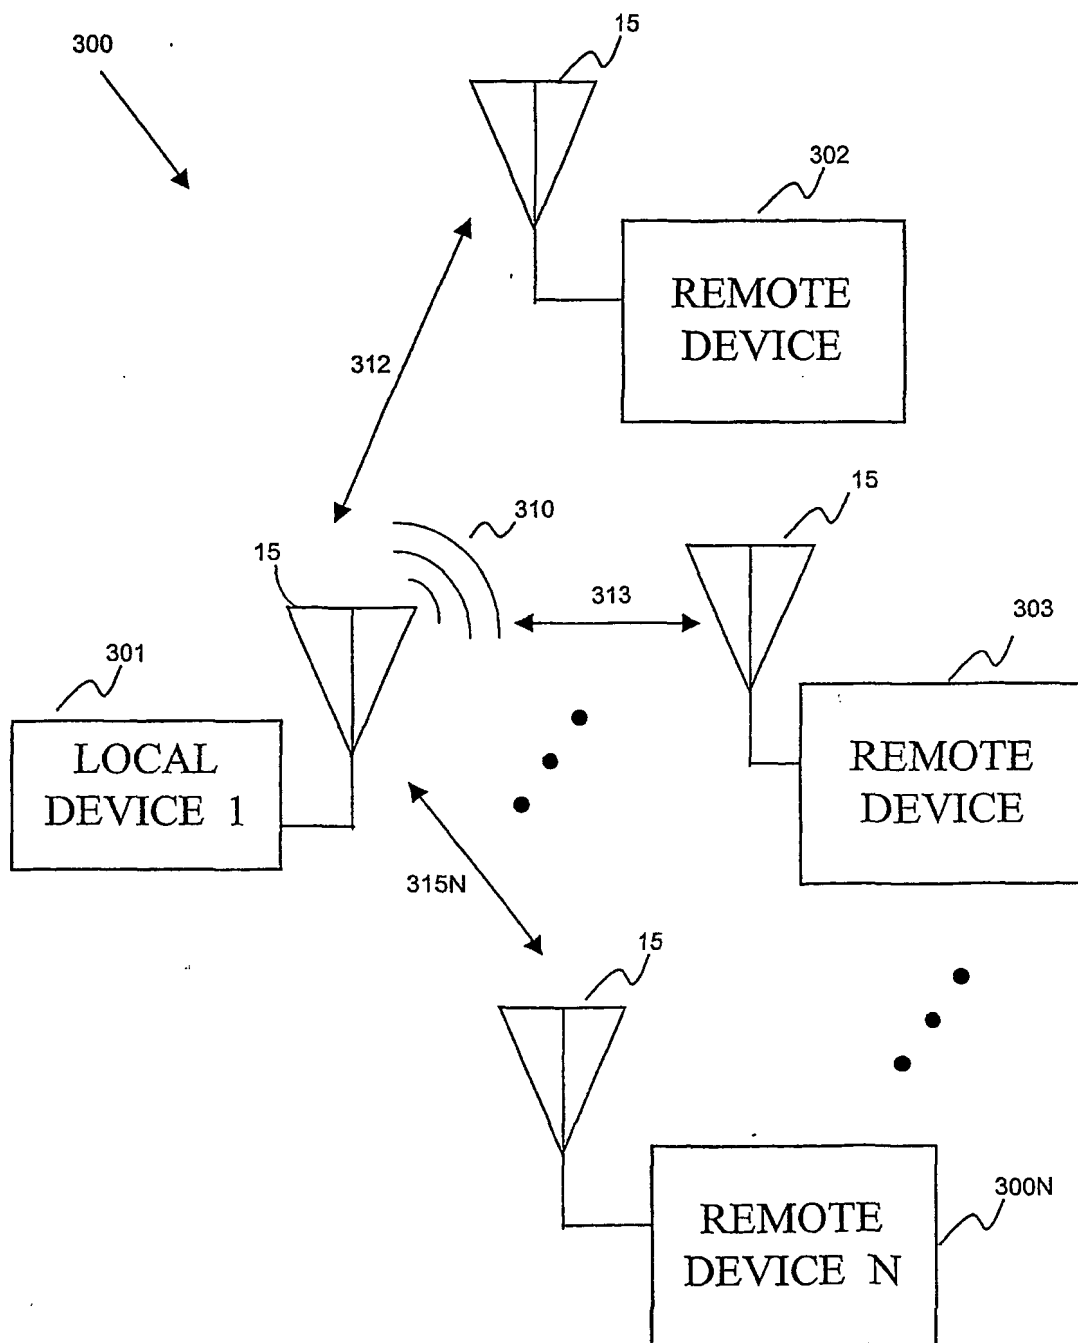 300
15
302
REMOTE
DEVICE
312
310
15
15
313
303
301
LOCAL
DEVICE 1
REMOTE
DEVICE
315N
15
REMOTE
DEVICE N
300N